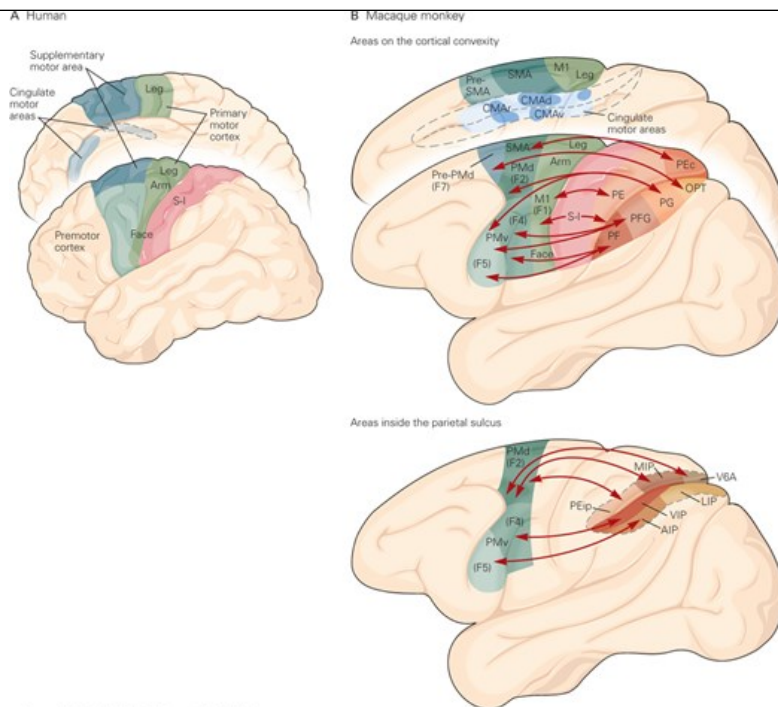 A Human
Supplementary
motor area
Cingulate
motor
areas
Leg
Primary
motor
cortex
Leg
Arm
S-I
Premotor
cortex
Face
B Macaque monkey
Areas on the cortical convexity
M1
SMA
Leg
Pre-
SMA
CMAd
CMAr
CMAv
Cingulate
motor areas
SMA
Leg
PEc
Pre-PMd
(F7)
PMd
(F2)
Arm
OPT
M1
(F1)
PE
PG
(F4)
S-I
PFG
PMv
PF
Face
(F5)
Areas inside the parietal sulcus
PMd
(F2)
MIP
V6A
LIP
PEip
(F4)
VIP
PMv
AIP
(F5)